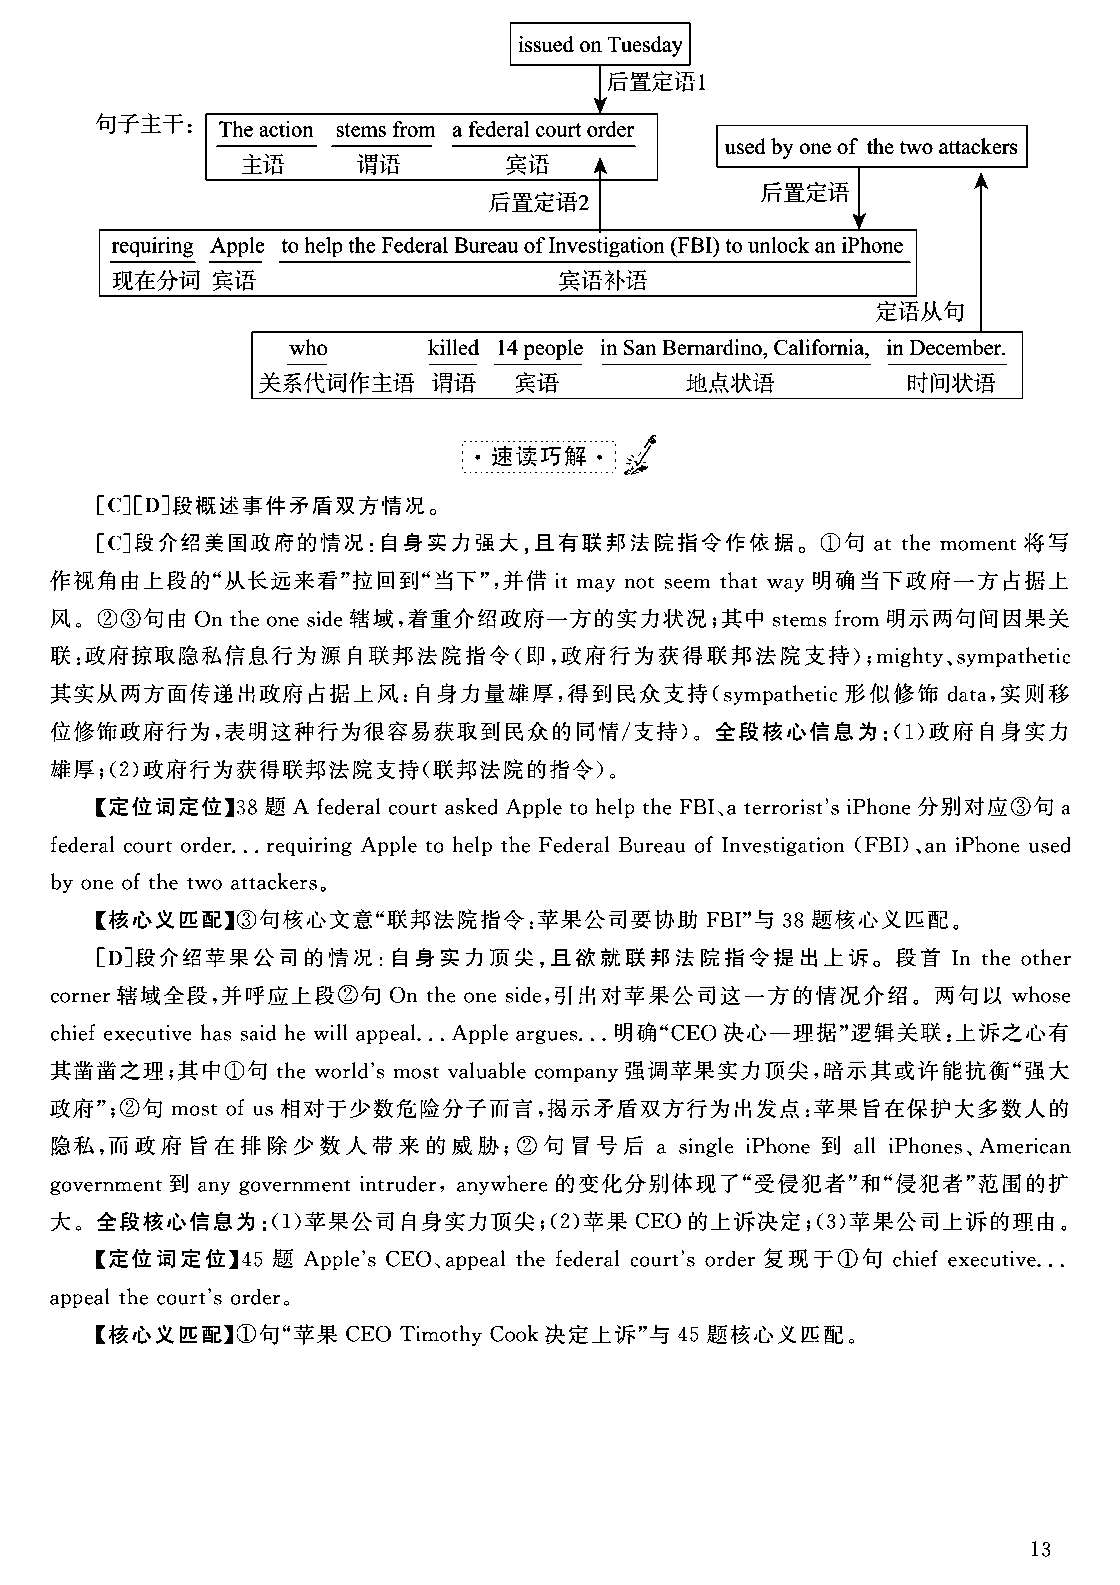 issued on Tuesday
后置定语1
句子主干:
The action stems from a federal court order
主语 谓语 宾语
used by one of the two attackers
后置定语2
后置定语
requiring Apple to help the Federal Bureau of Investigation (FBI) to unlock an iPhone
现在分词 宾语 宾语补语
定语从句
who killed 14 people in San Bernardino, California, in December.
关系代词作主语 谓语 宾语 地点状语 时间状语
·速读巧解·
[C][D]段概述事件矛盾双方情况。
[C]段介绍美国政府的情况:自身实力强大,且有联邦法院指令作依据。①句 at the moment 将写
作视角由上段的“从长远来看”拉回到“当下”,并借 it may not seem that way 明确当下政府一方占据上
风。②③句由 On the one side 辖域,着重介绍政府一方的实力状况;其中 stems from 明示两句间因果关
联:政府掠取隐私信息行为源自联邦法院指令(即,政府行为获得联邦法院支持);mighty、sympathetic
其实从两方面传递出政府占据上风:自身力量雄厚,得到民众支持(sympathetic 形似修饰 data,实则移
位修饰政府行为,表明这种行为很容易获取到民众的同情/支持)。全段核心信息为:(1)政府自身实力
雄厚;(2)政府行为获得联邦法院支持(联邦法院的指令)。
【定位词定位】38 题 A federal court asked Apple to help the FBI、a terrorist's iPhone 分别对应③句 a
federal court order... requiring Apple to help the Federal Bureau of Investigation (FBI)、an iPhone used
by one of the two attackers。
【核心义匹配】③句核心文意“联邦法院指令:苹果公司要协助 FBI”与 38 题核心义匹配。
[D]段介绍苹果公司的情况:自身实力顶尖,且欲就联邦法院指令提出上诉。段首 In the other
corner 辖域全段,并呼应上段②句 On the one side,引出对苹果公司这一方的情况介绍。两句以 whose
chief executive has said he will appeal... Apple argues... 明确“CEO 决心—理据”逻辑关联:上诉之心有
其凿凿之理;其中①句 the world's most valuable company 强调苹果实力顶尖,暗示其或许能抗衡“强大
政府”;②句 most of us 相对于少数危险分子而言,揭示矛盾双方行为出发点:苹果旨在保护大多数人的
隐私,而政府旨在排除少数人带来的威胁;②句冒号后 a single iPhone 到 all iPhones、American
government 到 any government intruder, anywhere 的变化分别体现了“受侵犯者”和“侵犯者”范围的扩
大。全段核心信息为:(1)苹果公司自身实力顶尖;(2)苹果 CEO 的上诉决定;(3)苹果公司上诉的理由。
【定位词定位】45 题 Apple's CEO、appeal the federal court's order 复现于①句 chief executive...
appeal the court's order。
【核心义匹配】①句“苹果 CEO Timothy Cook 决定上诉”与 45 题核心义匹配。
13